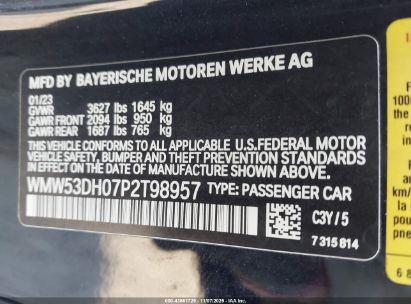 MFD BY BAYERISCHE MOTOREN WERKE AG
01/23
GVWR 3627 lbs 1645 kg
GAWR FRONT 2094 lbs 950 kg
GAWR REAR 1687 lbs 765 kg
THIS VEHICLE CONFORMS TO ALL APPLICABLE U.S.FEDERAL MOTOR
VEHICLE SAFETY, BUMPER, AND THEFT PREVENTION STANDARDS
IN EFFECT ON THE DATE OF MANUFACTURE SHOWN ABOVE.
WMW53DH07P2T98957 TYPE: PASSENGER CAR
C3Y/5
7 315 814